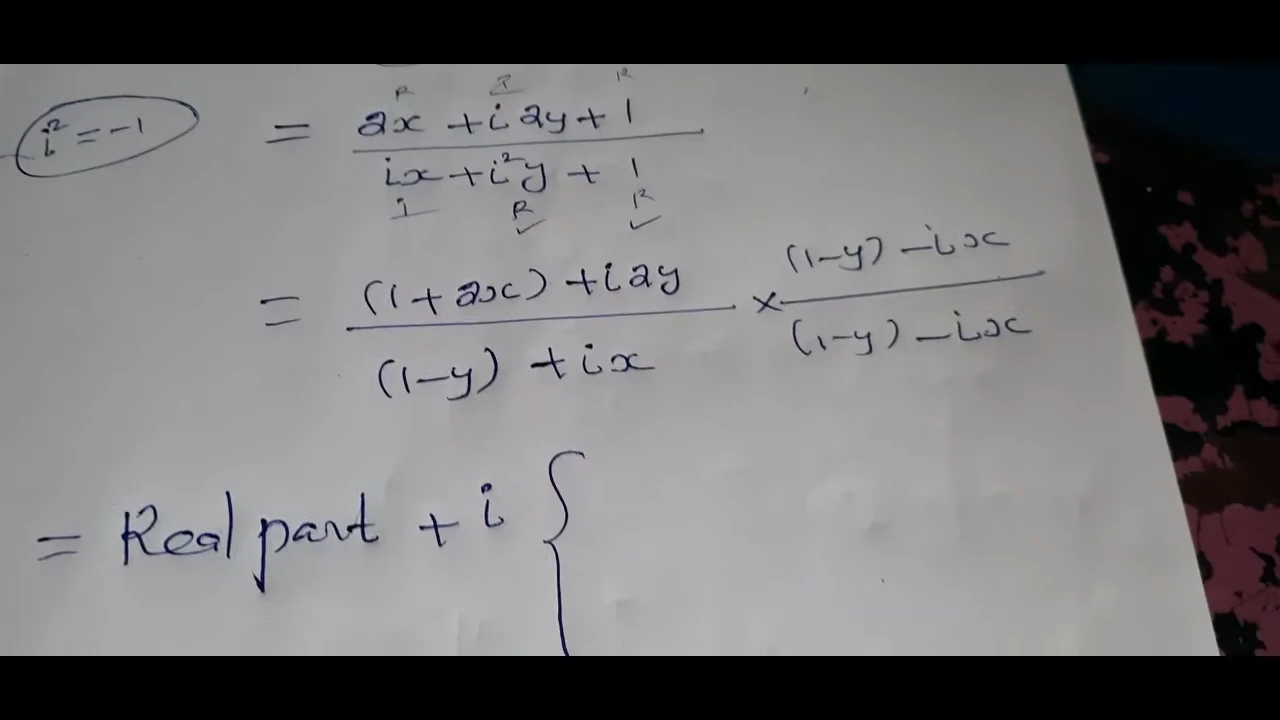 R I R
i² = -1 = 2x + i2y + 1 / ix + i²y + 1
I R R
= (1 + 2x) + i2y / (1-y) + ix × (1-y) - ix / (1-y) - ix
= Real part + i {